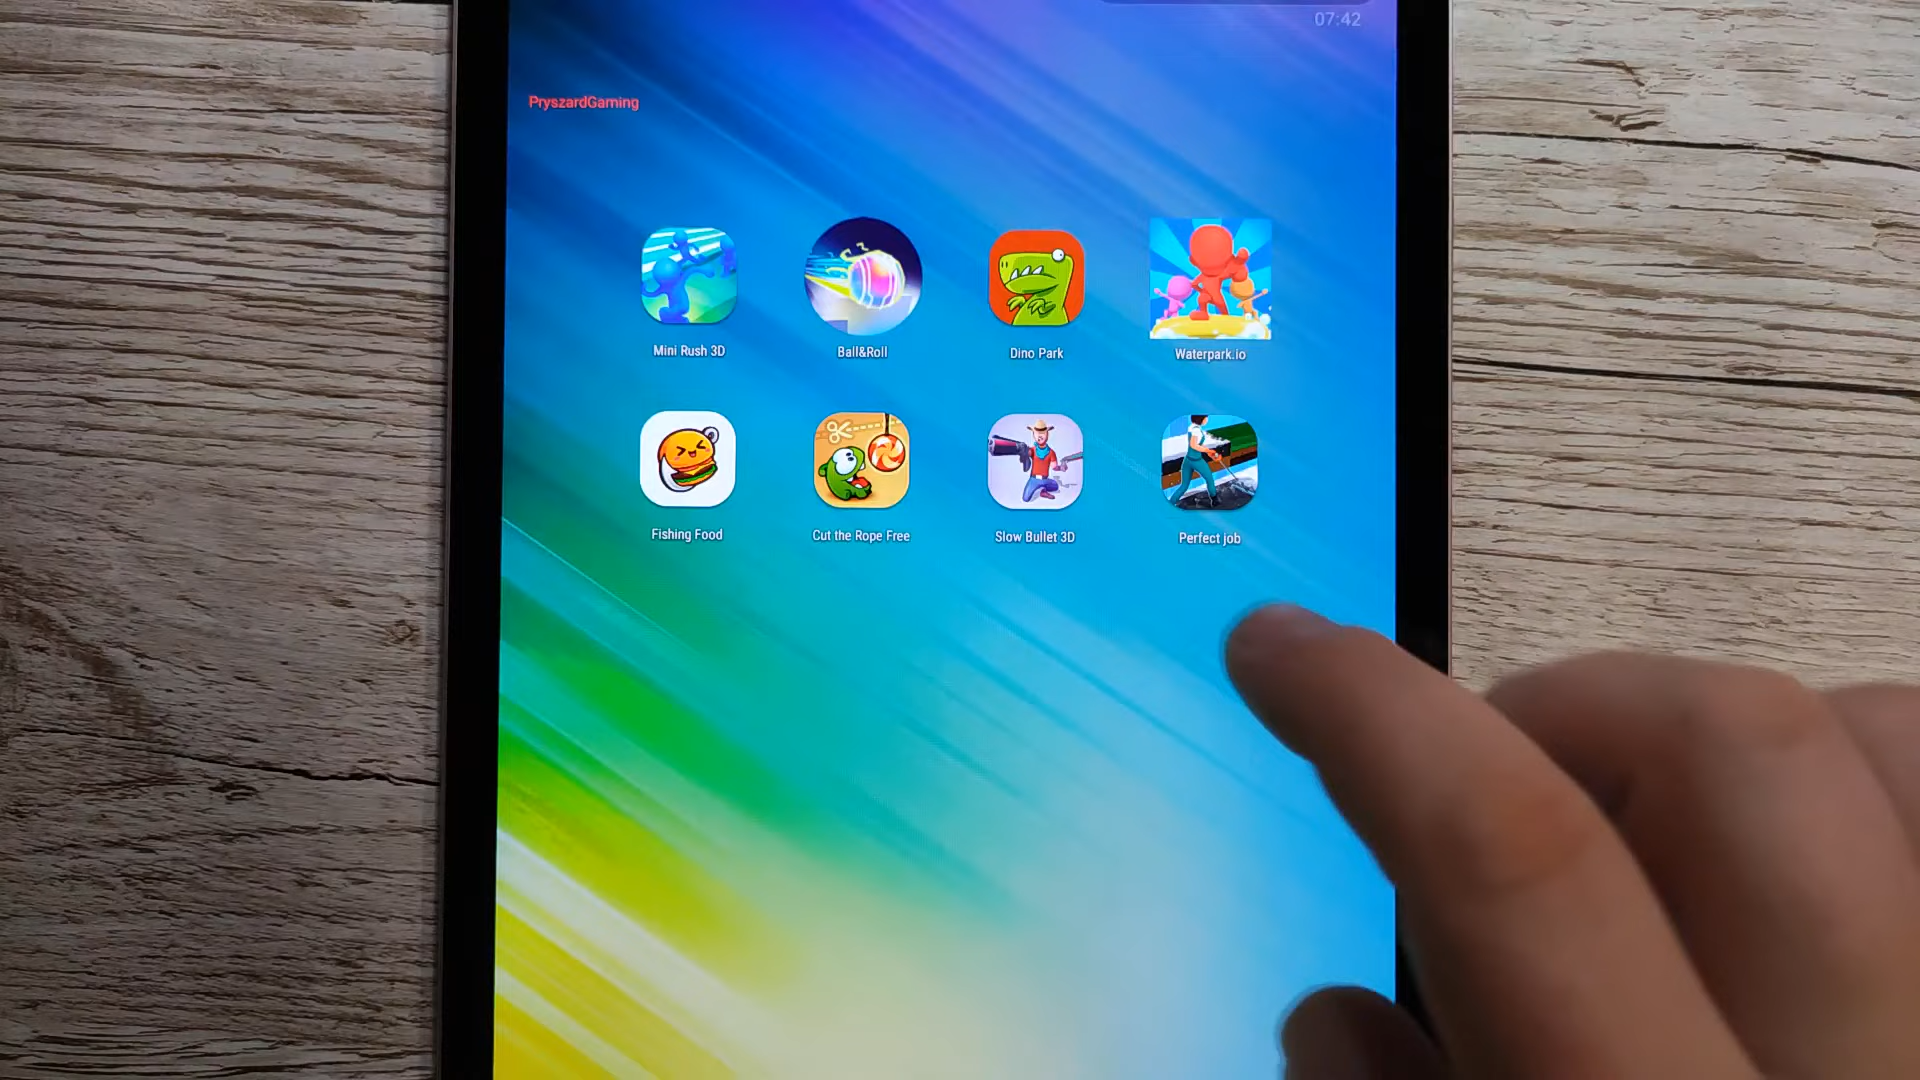 07:42
PryszardGaming
Mini Rush 3D
Ball&Roll
Dino Park
Waterpark.io
Fishing Food
Cut the Rope Free
Slow Bullet 3D
Perfect job